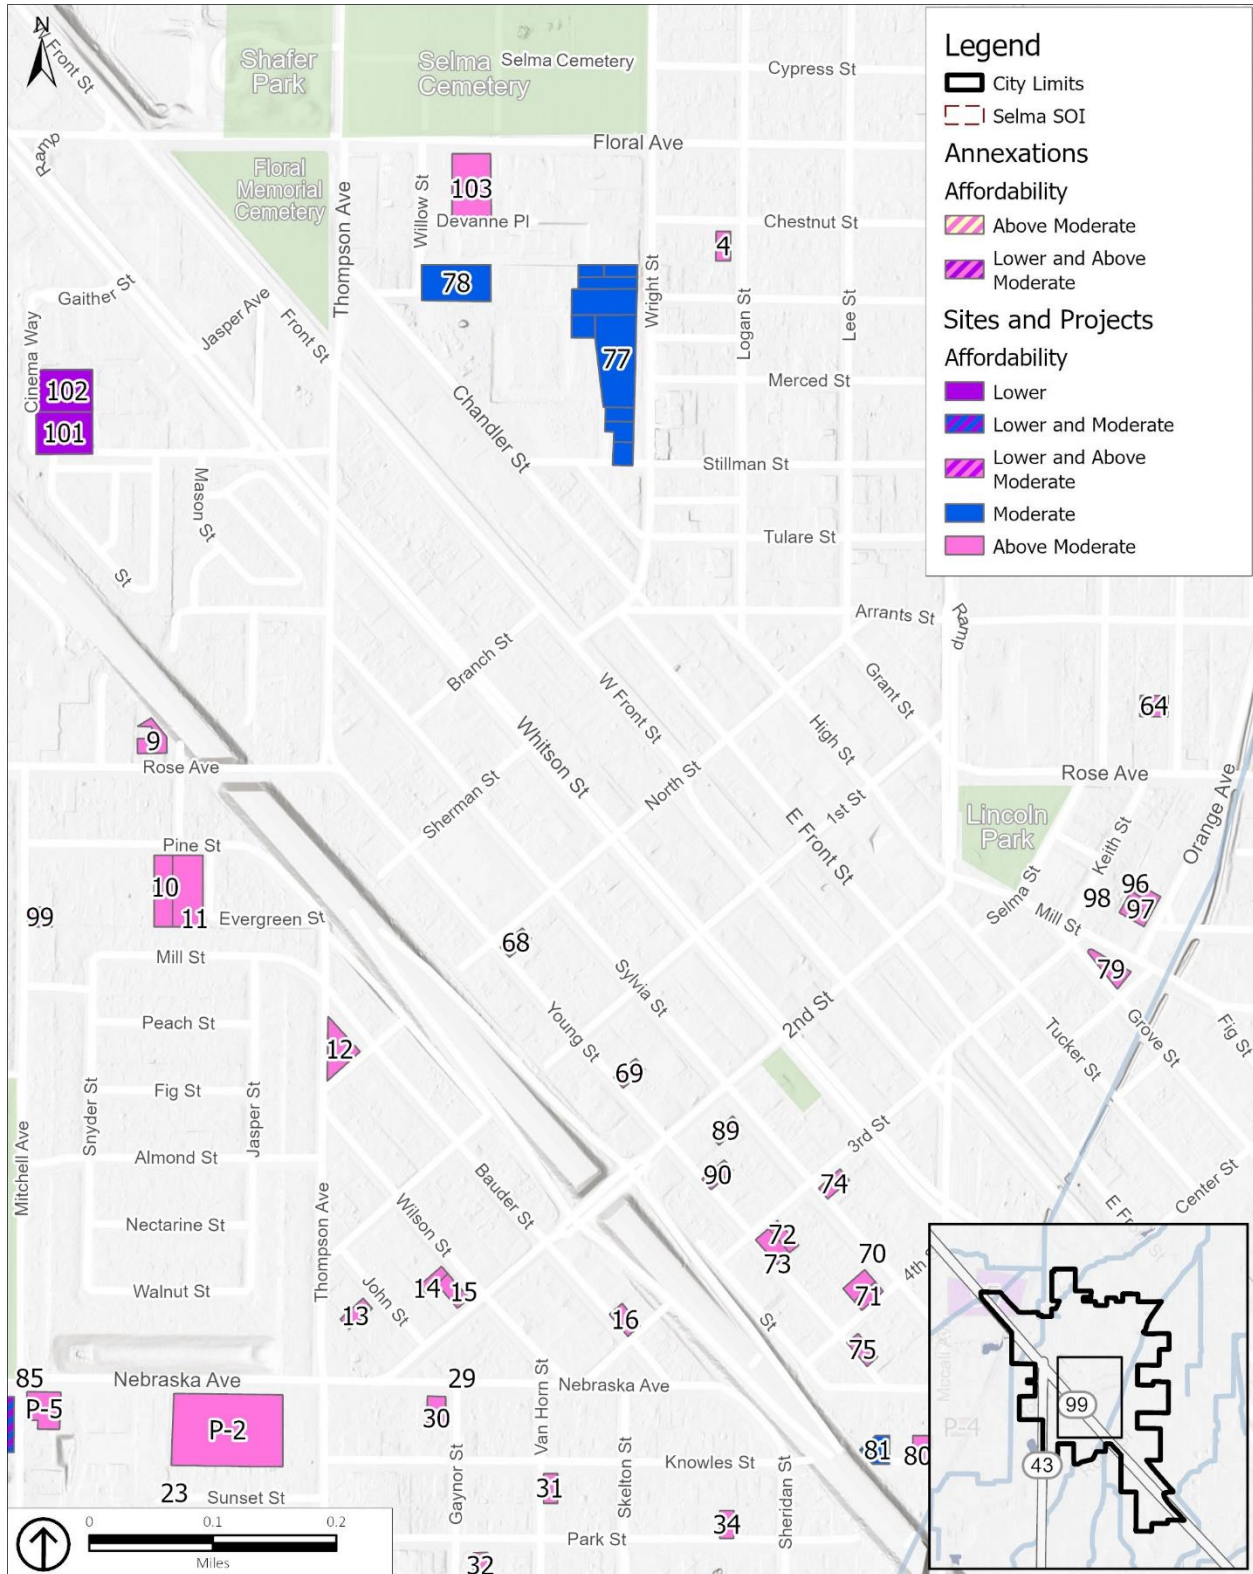 N
W Front St
Shafer
Park
Selma
Cemetery
Selma Cemetery
Cypress St
Ramp
Floral Ave
Floral
Memorial
Cemetery
Thompson Ave
Willow St
103
Devanne Pl
Chestnut St
4
78
Wright St
Gaither St
Jasper Ave
Front St
Logan St
Lee St
Cinema Way
77
102
101
Merced St
Chandler St
Stillman St
Mason St
Tulare St
St
Arrants St
Ramp
Branch St
W Front St
Grant St
64
High St
Whitson St
9
Rose Ave
Rose Ave
North St
Sherman St
1st St
E Front St
Lincoln
Park
Orange Ave
Keith St
Pine St
10
11
Evergreen St
99
Selma St
98
96
97
Mill St
Mill St
68
79
Sylvia St
2nd St
Peach St
Young St
12
Tucker St
Grove St
Fig St
69
Fig St
Snyder St
Jasper St
89
3rd St
Mitchell Ave
Almond St
90
74
Bauder St
Center St
Thompson Ave
Wilson St
Nectarine St
E Fro St
72
73
70
4th S
Walnut St
14
15
71
John St
13
16
St
75
85
Nebraska Ave
29
Nebraska Ave
P-5
P-2
30
Van Horn St
81
80
Knowles St
Gaynor St
Skelton St
Sheridan St
23
Sunset St
31
34
Park St
32
Legend
City Limits
Selma SOI
Annexations
Affordability
Above Moderate
Lower and Above
Moderate
Sites and Projects
Affordability
Lower
Lower and Moderate
Lower and Above
Moderate
Moderate
Above Moderate
0 0.1 0.2
Miles
Mccall Av
P-4
99
43